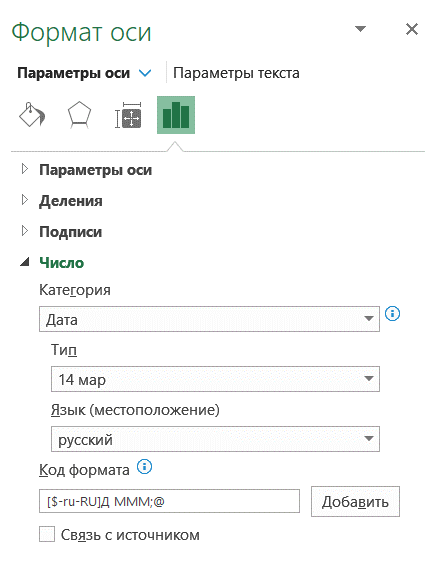 Формат оси
Параметры оси Параметры текста
Параметры оси
Деления
Подписи
Число
Категория
Дата
Тип
14 мар
Язык (местоположение)
русский
Код формата
[$-ru-RU]Д МММ;@ Добавить
Связь с источником